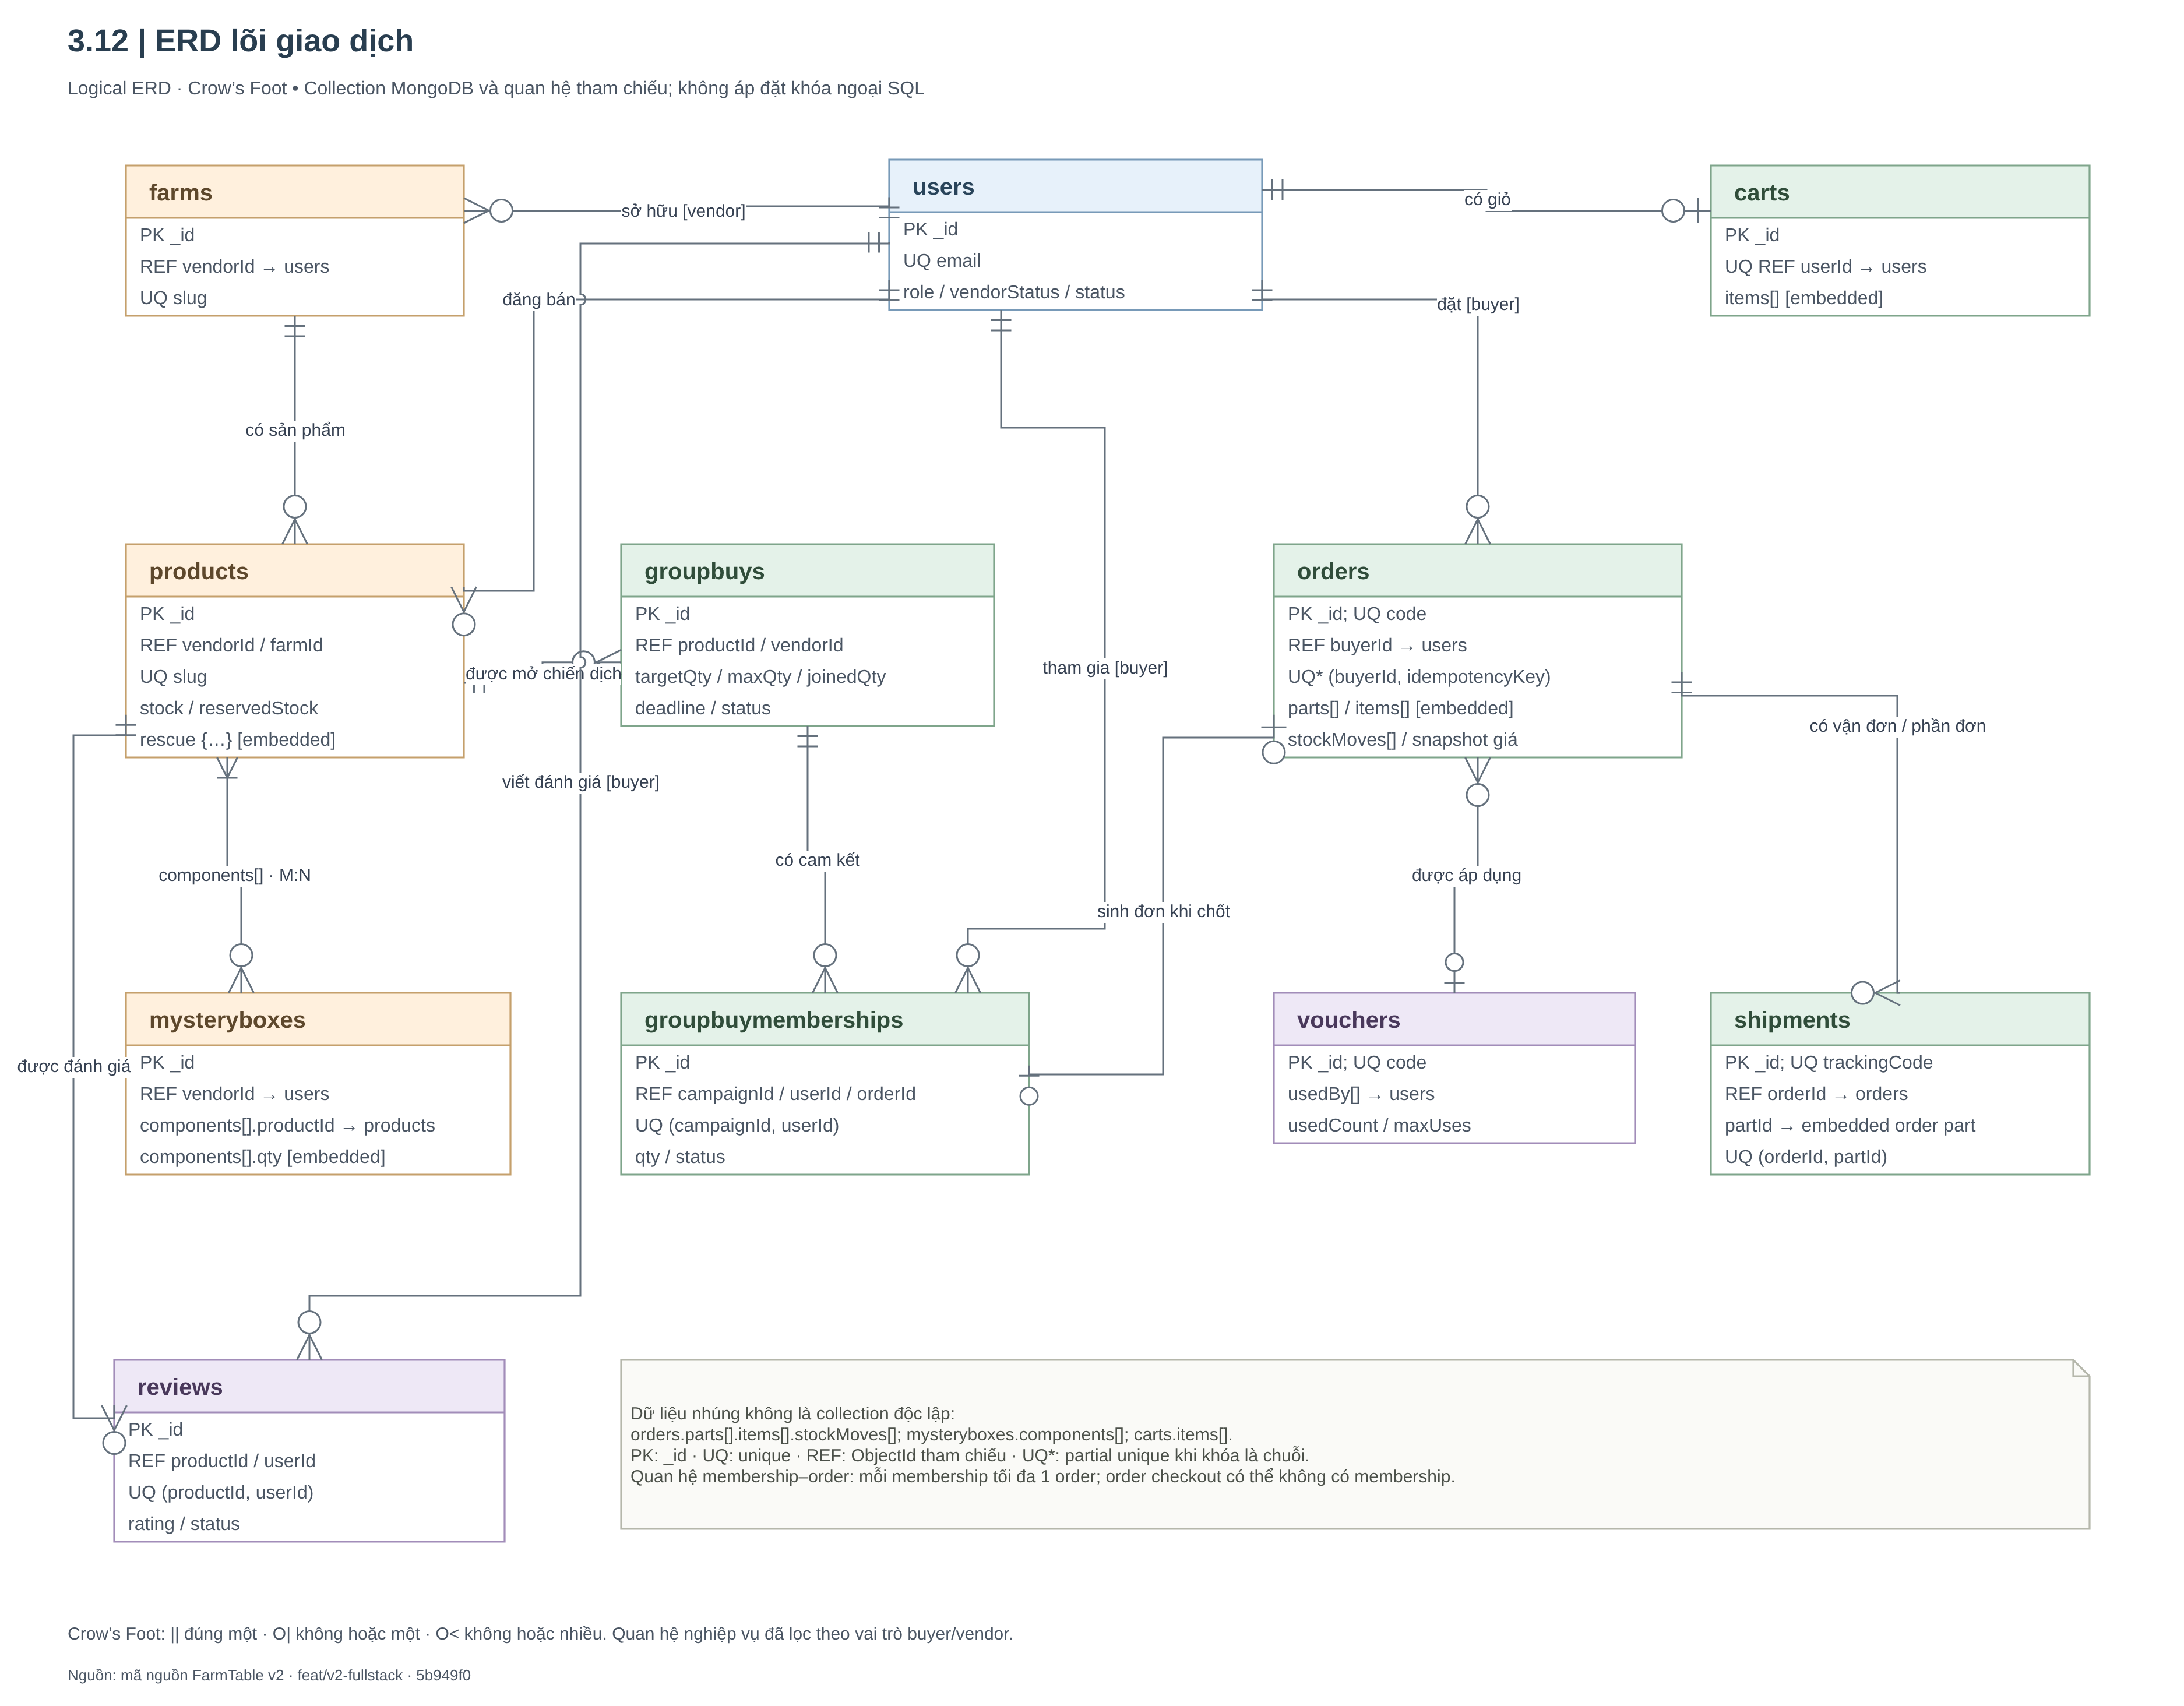 3.12 | ERD lõi giao dịch
Logical ERD · Crow’s Foot • Collection MongoDB và quan hệ tham chiếu; không áp đặt khóa ngoại SQL
farms
PK _id
REF vendorId → users
UQ slug
sở hữu [vendor]
users
PK _id
UQ email
role / vendorStatus / status
có giỏ
carts
PK _id
UQ REF userId → users
items[] [embedded]
đăng bán
đặt [buyer]
có sản phẩm
products
PK _id
REF vendorId / farmId
UQ slug
stock / reservedStock
rescue {…} [embedded]
được mở chiến dịch
groupbuys
PK _id
REF productId / vendorId
targetQty / maxQty / joinedQty
deadline / status
tham gia [buyer]
orders
PK _id; UQ code
REF buyerId → users
UQ* (buyerId, idempotencyKey)
parts[] / items[] [embedded]
stockMoves[] / snapshot giá
có vận đơn / phần đơn
viết đánh giá [buyer]
components[] · M:N
có cam kết
sinh đơn khi chốt
được áp dụng
được đánh giá
mysteryboxes
PK _id
REF vendorId → users
components[].productId → products
components[].qty [embedded]
groupbuymemberships
PK _id
REF campaignId / userId / orderId
UQ (campaignId, userId)
qty / status
vouchers
PK _id; UQ code
usedBy[] → users
usedCount / maxUses
shipments
PK _id; UQ trackingCode
REF orderId → orders
partId → embedded order part
UQ (orderId, partId)
reviews
PK _id
REF productId / userId
UQ (productId, userId)
rating / status
Dữ liệu nhúng không là collection độc lập:
orders.parts[].items[].stockMoves[]; mysteryboxes.components[]; carts.items[].
PK: _id · UQ: unique · REF: ObjectId tham chiếu · UQ*: partial unique khi khóa là chuỗi.
Quan hệ membership–order: mỗi membership tối đa 1 order; order checkout có thể không có membership.
Crow’s Foot: || đúng một · O| không hoặc một · O< không hoặc nhiều. Quan hệ nghiệp vụ đã lọc theo vai trò buyer/vendor.
Nguồn: mã nguồn FarmTable v2 · feat/v2-fullstack · 5b949f0